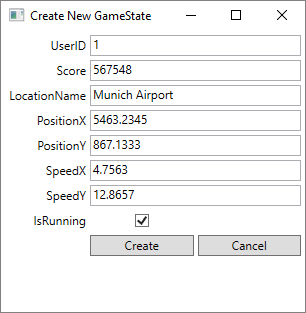 Create New GameState
UserID 1
Score 567548
LocationName Munich Airport
PositionX 5463.2345
PositionY 867.1333
SpeedX 4.7563
SpeedY 12.8657
IsRunning
Create Cancel